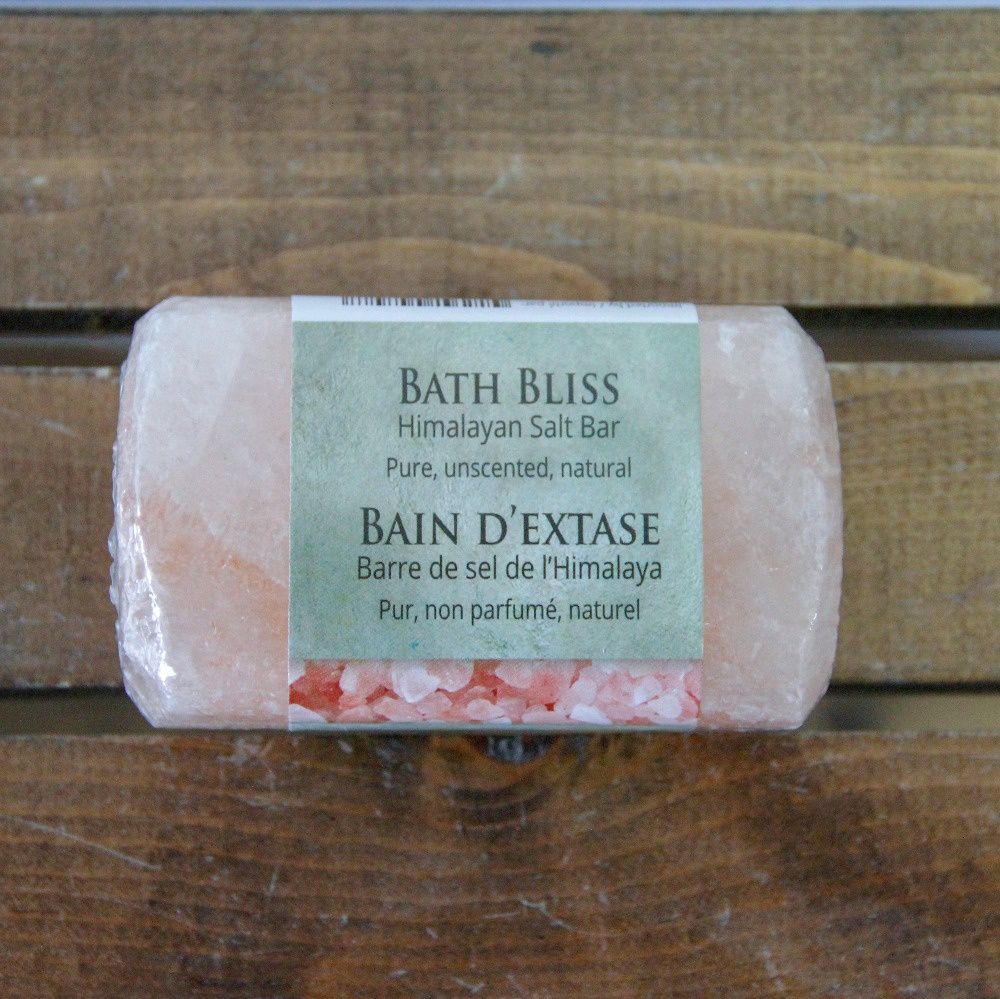 BATH BLISS
Himalayan Salt Bar
Pure, unscented, natural
BAIN D'EXTASE
Barre de sel de l'Himalaya
Pur, non parfumé, naturel